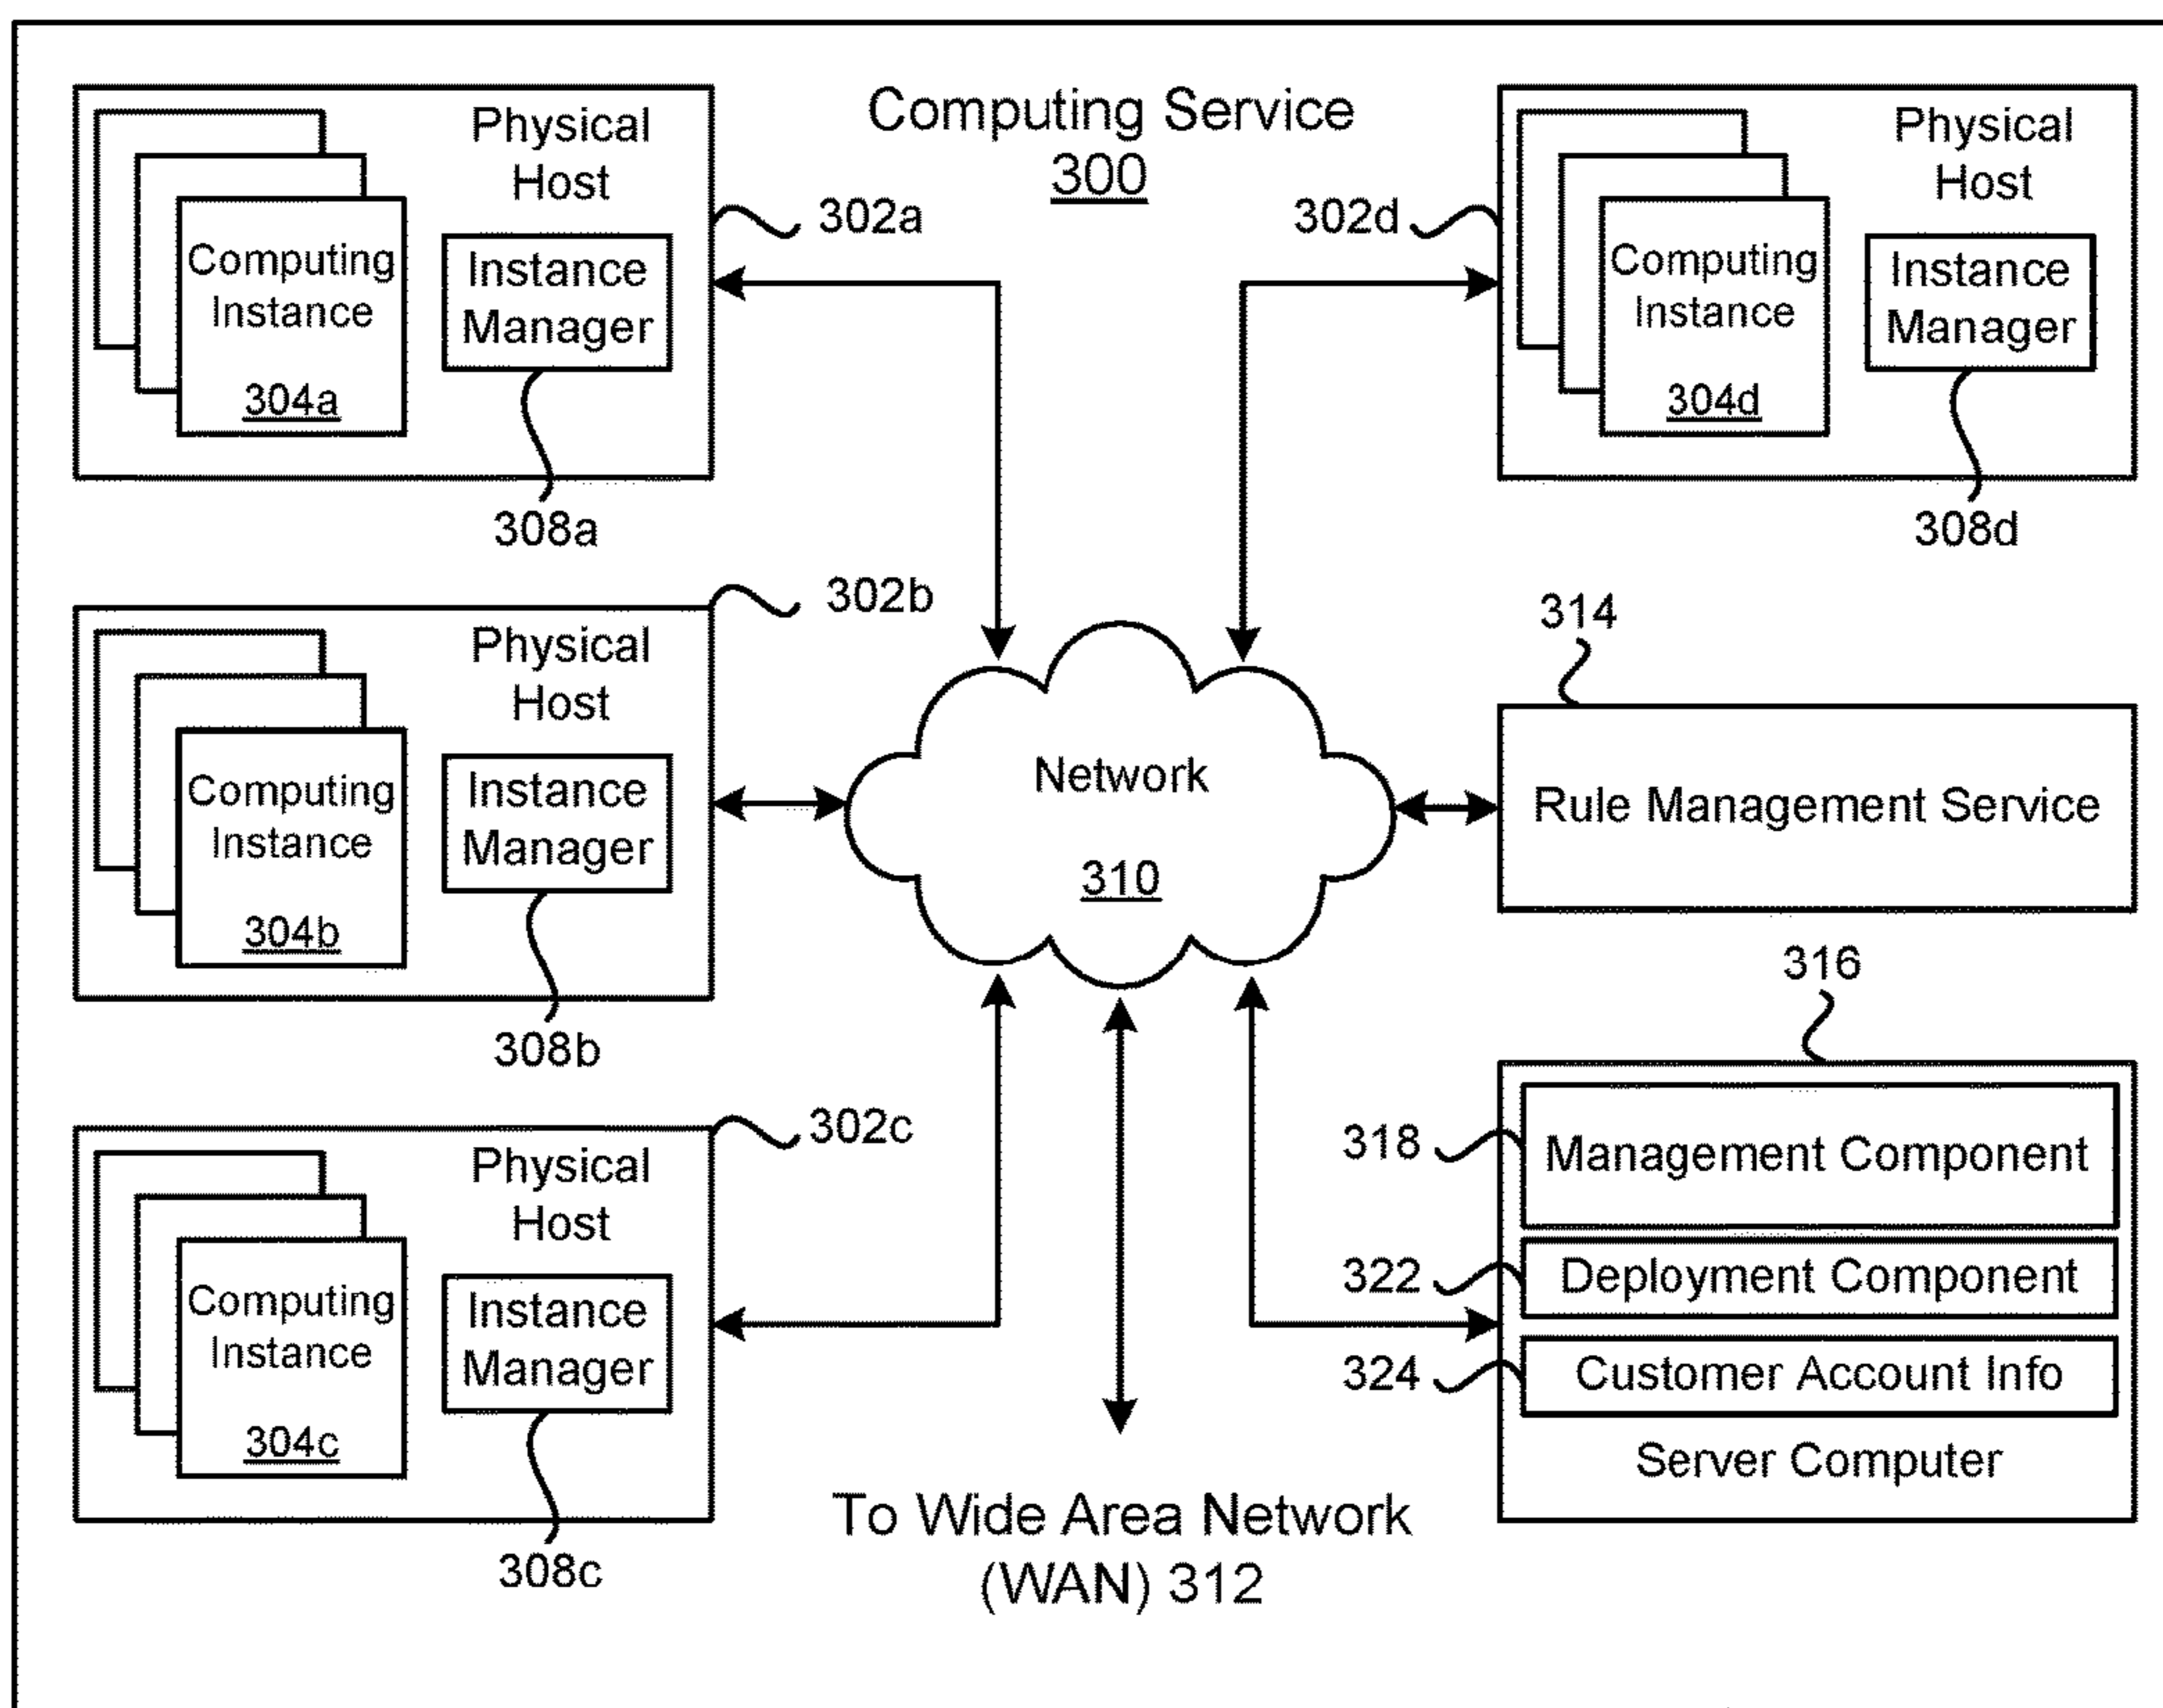 Computing Service
300
Physical
Host
Computing
Instance
304a
Instance
Manager
302a
308a
Physical
Host
Computing
Instance
304d
Instance
Manager
302d
308d
Physical
Host
Computing
Instance
304b
Instance
Manager
302b
308b
Network
310
314
Rule Management Service
Physical
Host
Computing
Instance
304c
Instance
Manager
302c
308c
316
318
Management Component
322
Deployment Component
324
Customer Account Info
Server Computer
To Wide Area Network
(WAN) 312